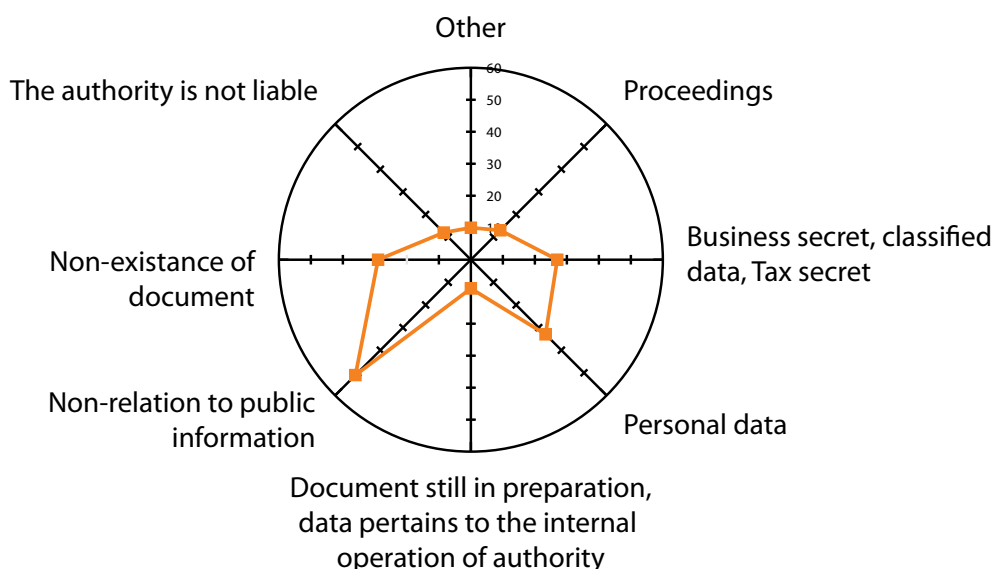 Other
60
The authority is not liable
Proceedings
50
40
30
20
10
Business secret, classified
data, Tax secret
Non-existance of
document
Non-relation to public
information
Personal data
Document still in preparation,
data pertains to the internal
operation of authority